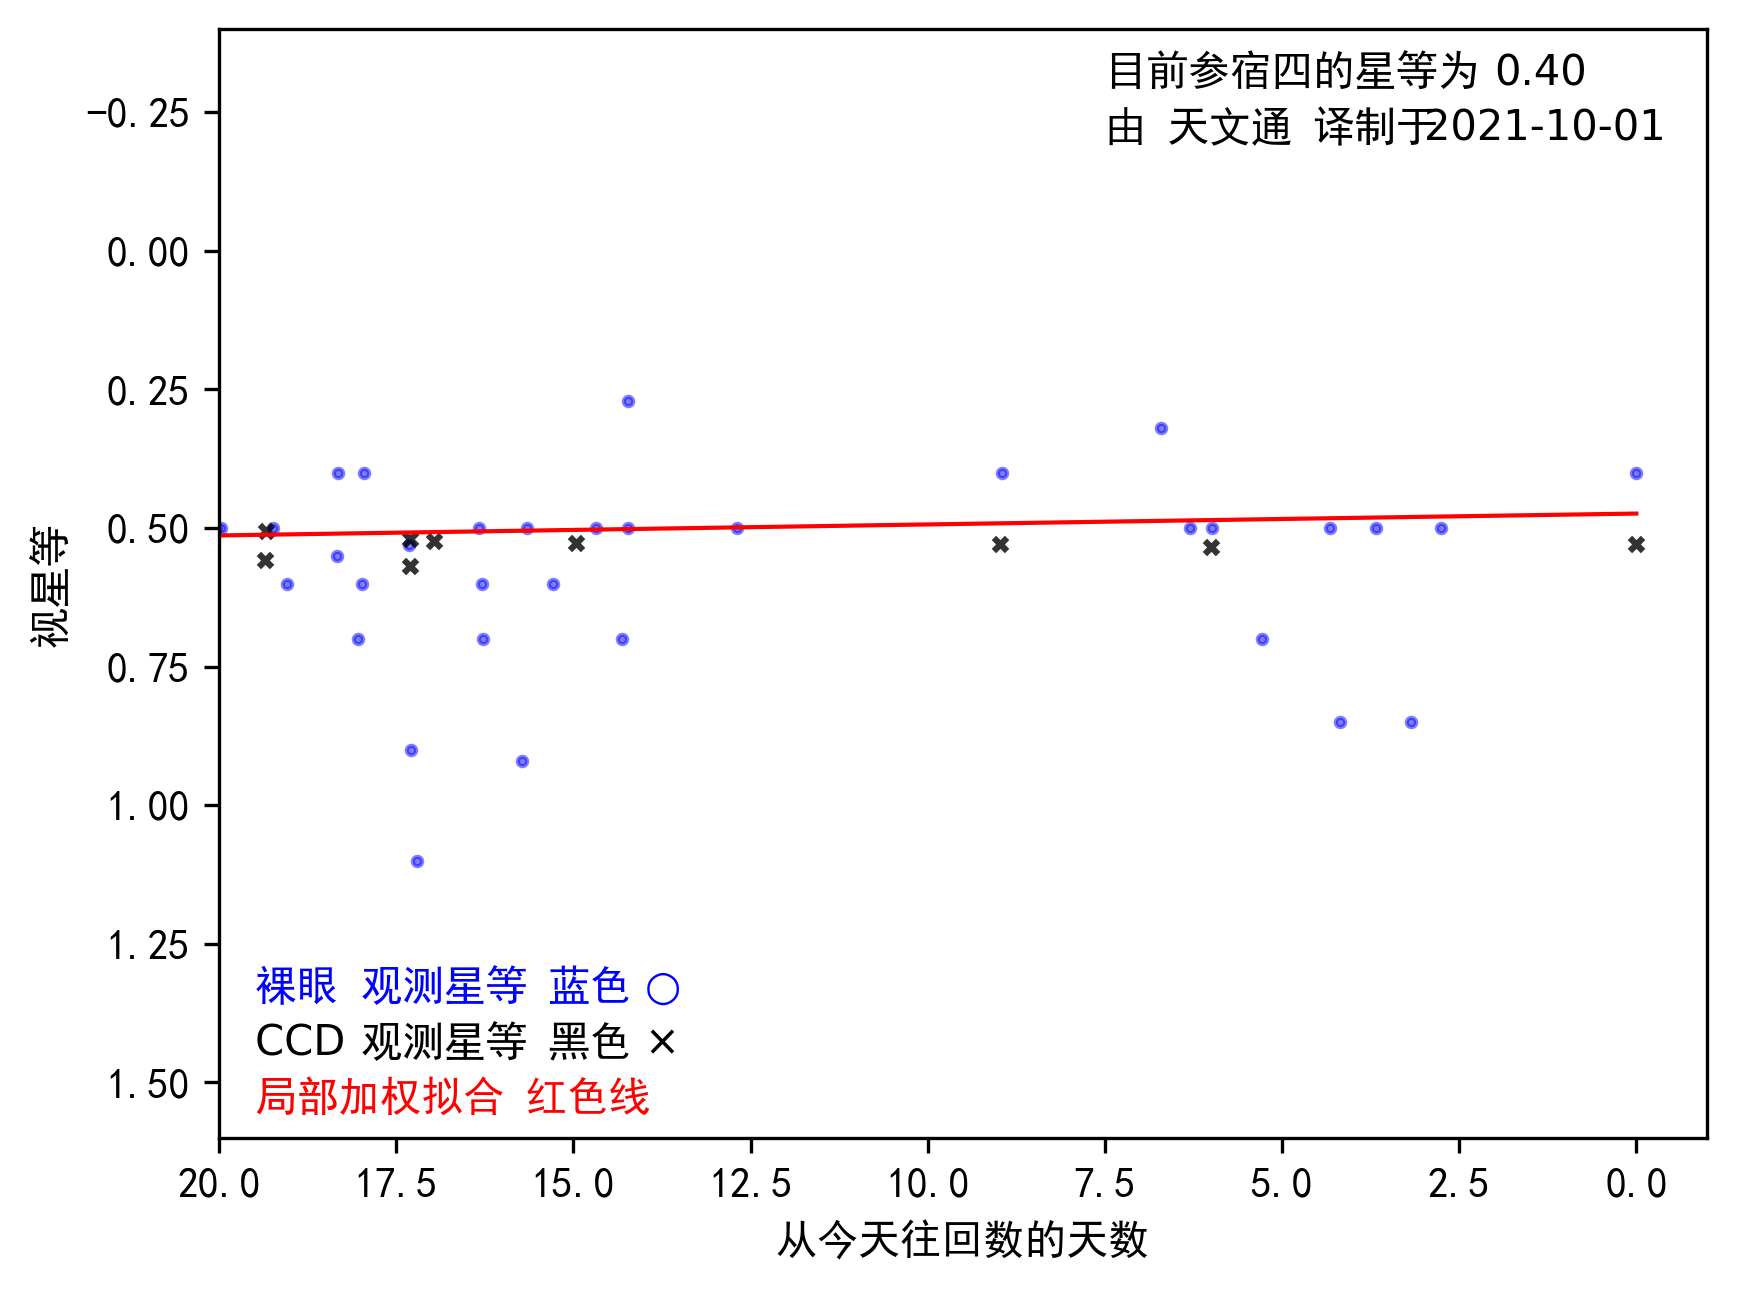 目前参宿四的星等为 0.40
由 天文通 译制于2021-10-01
−0.25
0.00
0.25
0.50
0.75
1.00
1.25
1.50
视星等
裸眼 观测星等 蓝色 ○
CCD 观测星等 黑色 ×
局部加权拟合 红色线
20.0 17.5 15.0 12.5 10.0 7.5 5.0 2.5 0.0
从今天往回数的天数